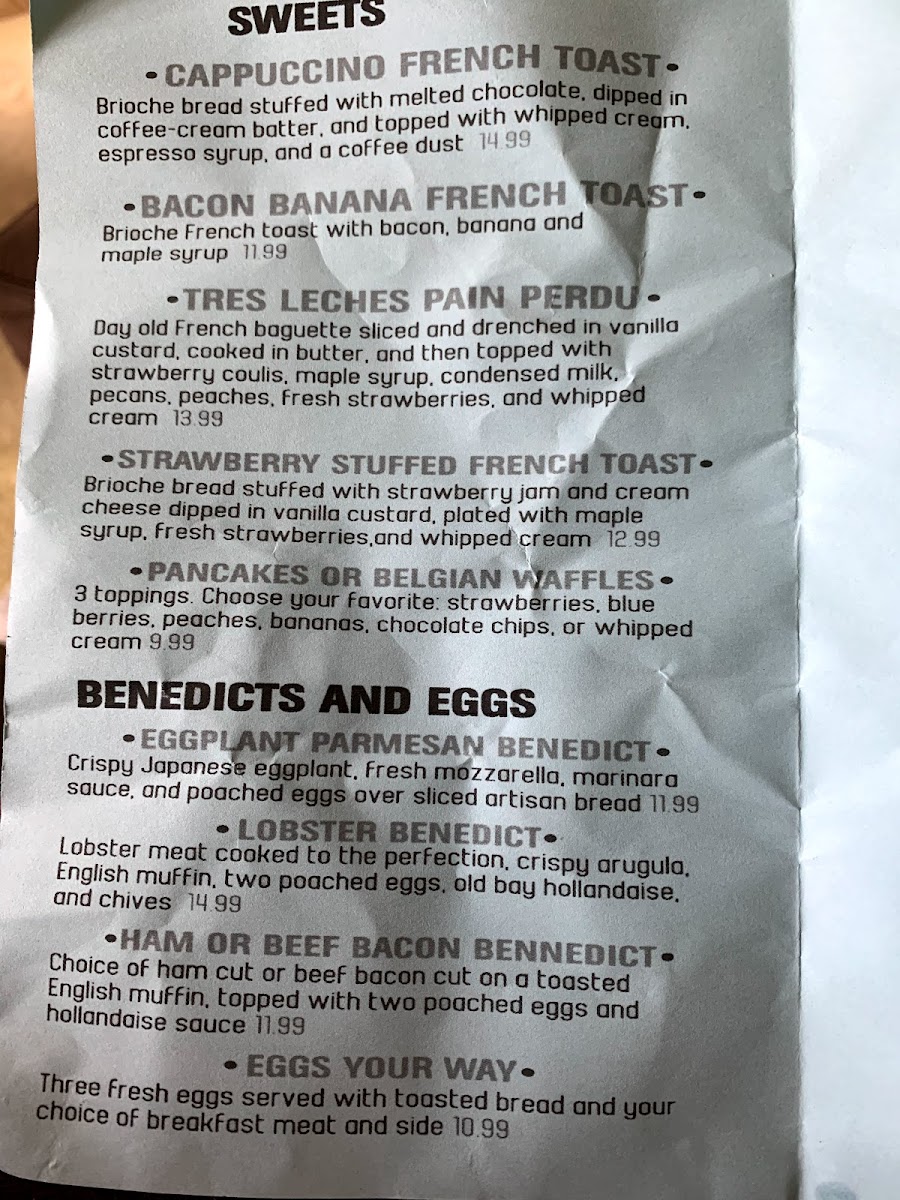 SWEETS
•CAPPUCCINO FRENCH TOAST•
Brioche bread stuffed with melted chocolate, dipped in
coffee-cream batter, and topped with whipped cream,
espresso syrup, and a coffee dust 14.99
•BACON BANANA FRENCH TOAST•
Brioche French toast with bacon, banana and
maple syrup 11.99
•TRES LECHES PAIN PERDU•
Day old French baguette sliced and drenched in vanilla
custard, cooked in butter, and then topped with
strawberry coulis, maple syrup, condensed milk,
pecans, peaches, fresh strawberries, and whipped
cream 13.99
•STRAWBERRY STUFFED FRENCH TOAST•
Brioche bread stuffed with strawberry jam and cream
cheese dipped in vanilla custard, plated with maple
syrup, fresh strawberries,and whipped cream 12.99
•PANCAKES OR BELGIAN WAFFLES•
3 toppings. Choose your favorite: strawberries, blue
berries, peaches, bananas, chocolate chips, or whipped
cream 9.99
BENEDICTS AND EGGS
•EGGPLANT PARMESAN BENEDICT•
Crispy Japanese eggplant, fresh mozzarella, marinara
sauce, and poached eggs over sliced artisan bread 11.99
•LOBSTER BENEDICT•
Lobster meat cooked to the perfection, crispy arugula,
English muffin, two poached eggs, old bay hollandaise,
and chives 14.99
•HAM OR BEEF BACON BENNEDICT•
Choice of ham cut or beef bacon cut on a toasted
English muffin, topped with two poached eggs and
hollandaise sauce 11.99
•EGGS YOUR WAY•
Three fresh eggs served with toasted bread and your
choice of breakfast meat and side 10.99